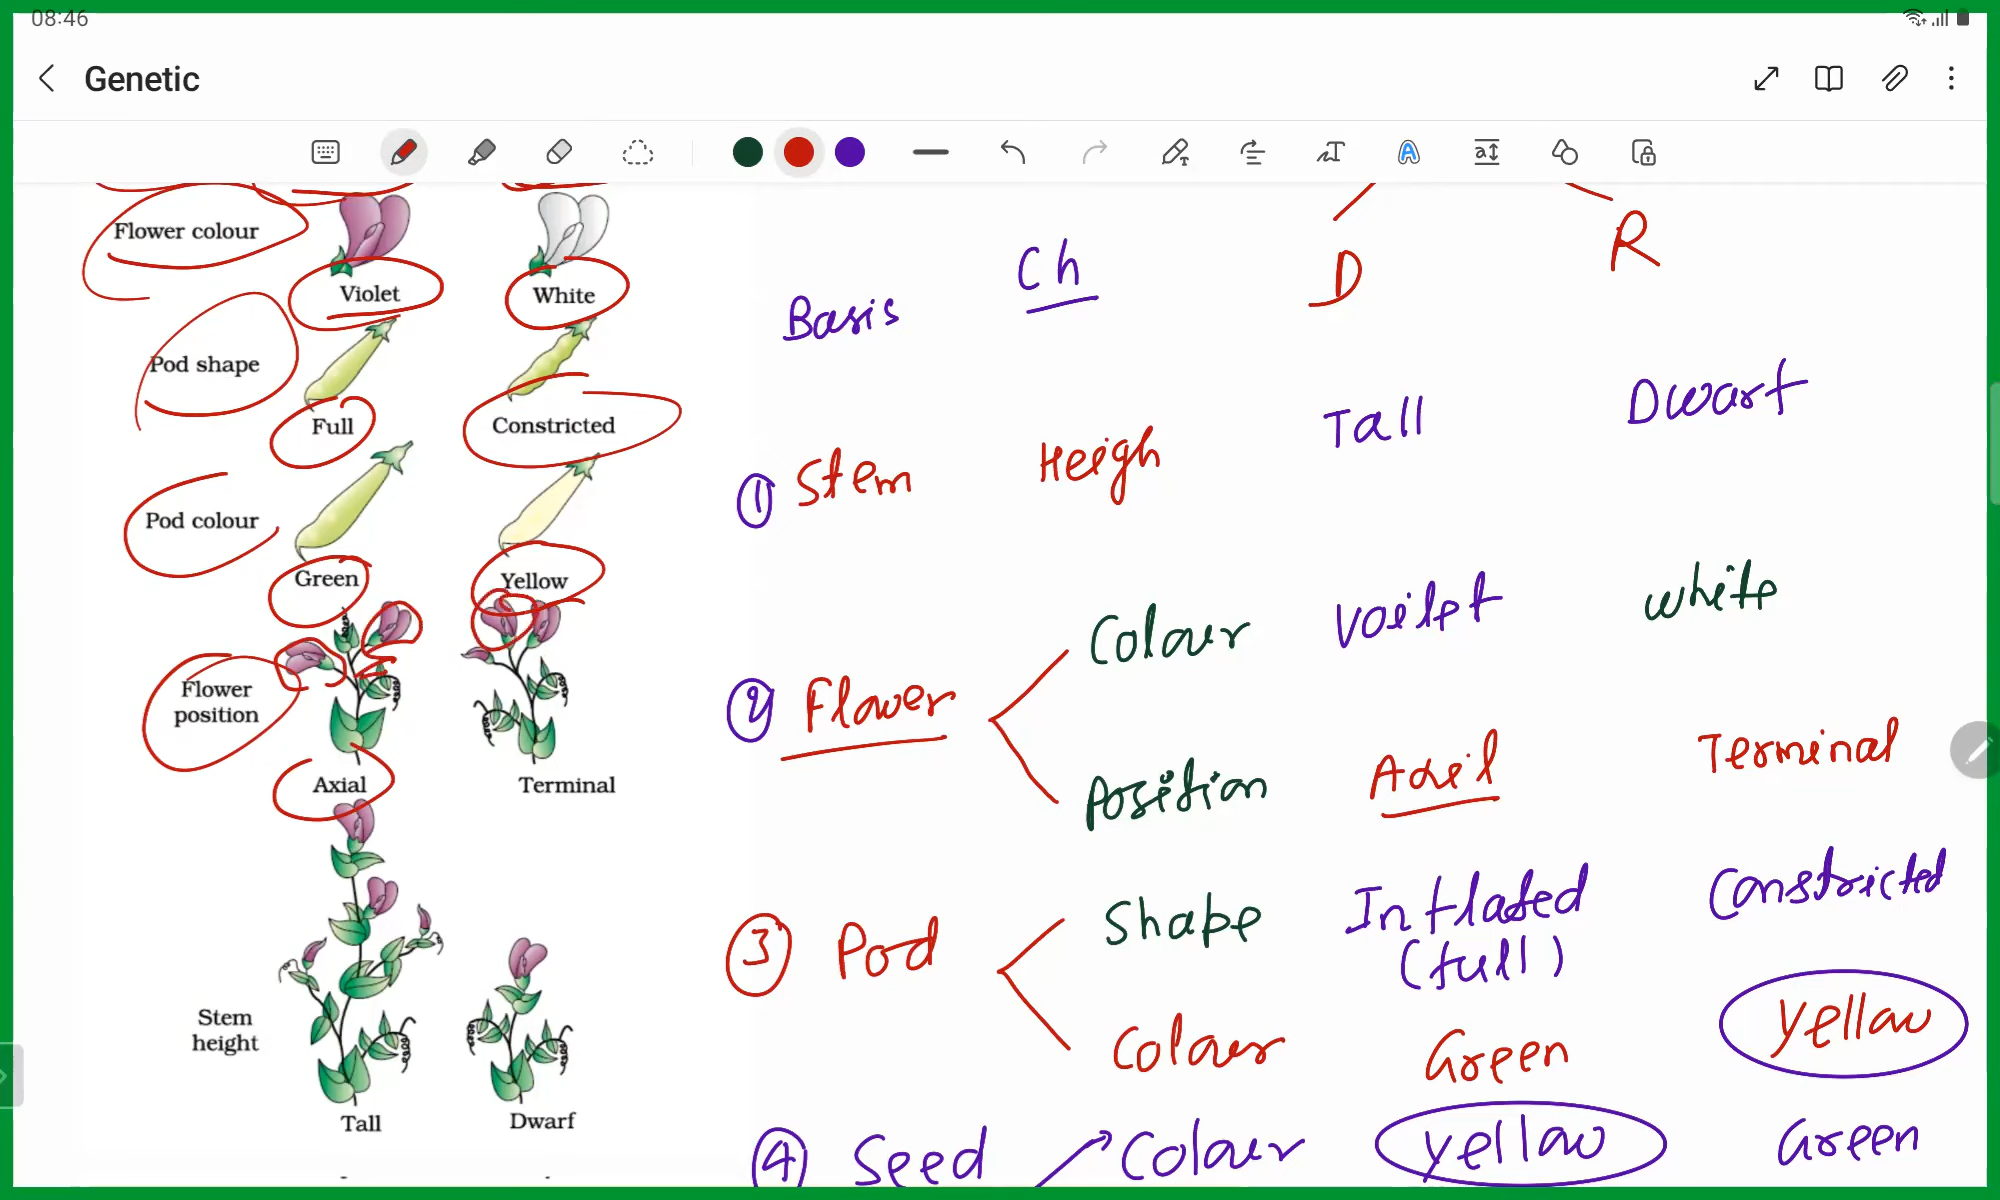 08:46
Genetic
Flower colour
Violet
White
Pod shape
Full
Constricted
Pod colour
Green
Yellow
Flower
position
Axial
Terminal
Stem
height
Tall
Dwarf
Basis Ch D R
① Stem Heigh Tall Dwarf
② Flower Colour Voilet White
Position Axil Terminal
③ Pod Shape Inflated Constricted
(full)
Colour Green Yellow
④ Seed Colour Yellow Green